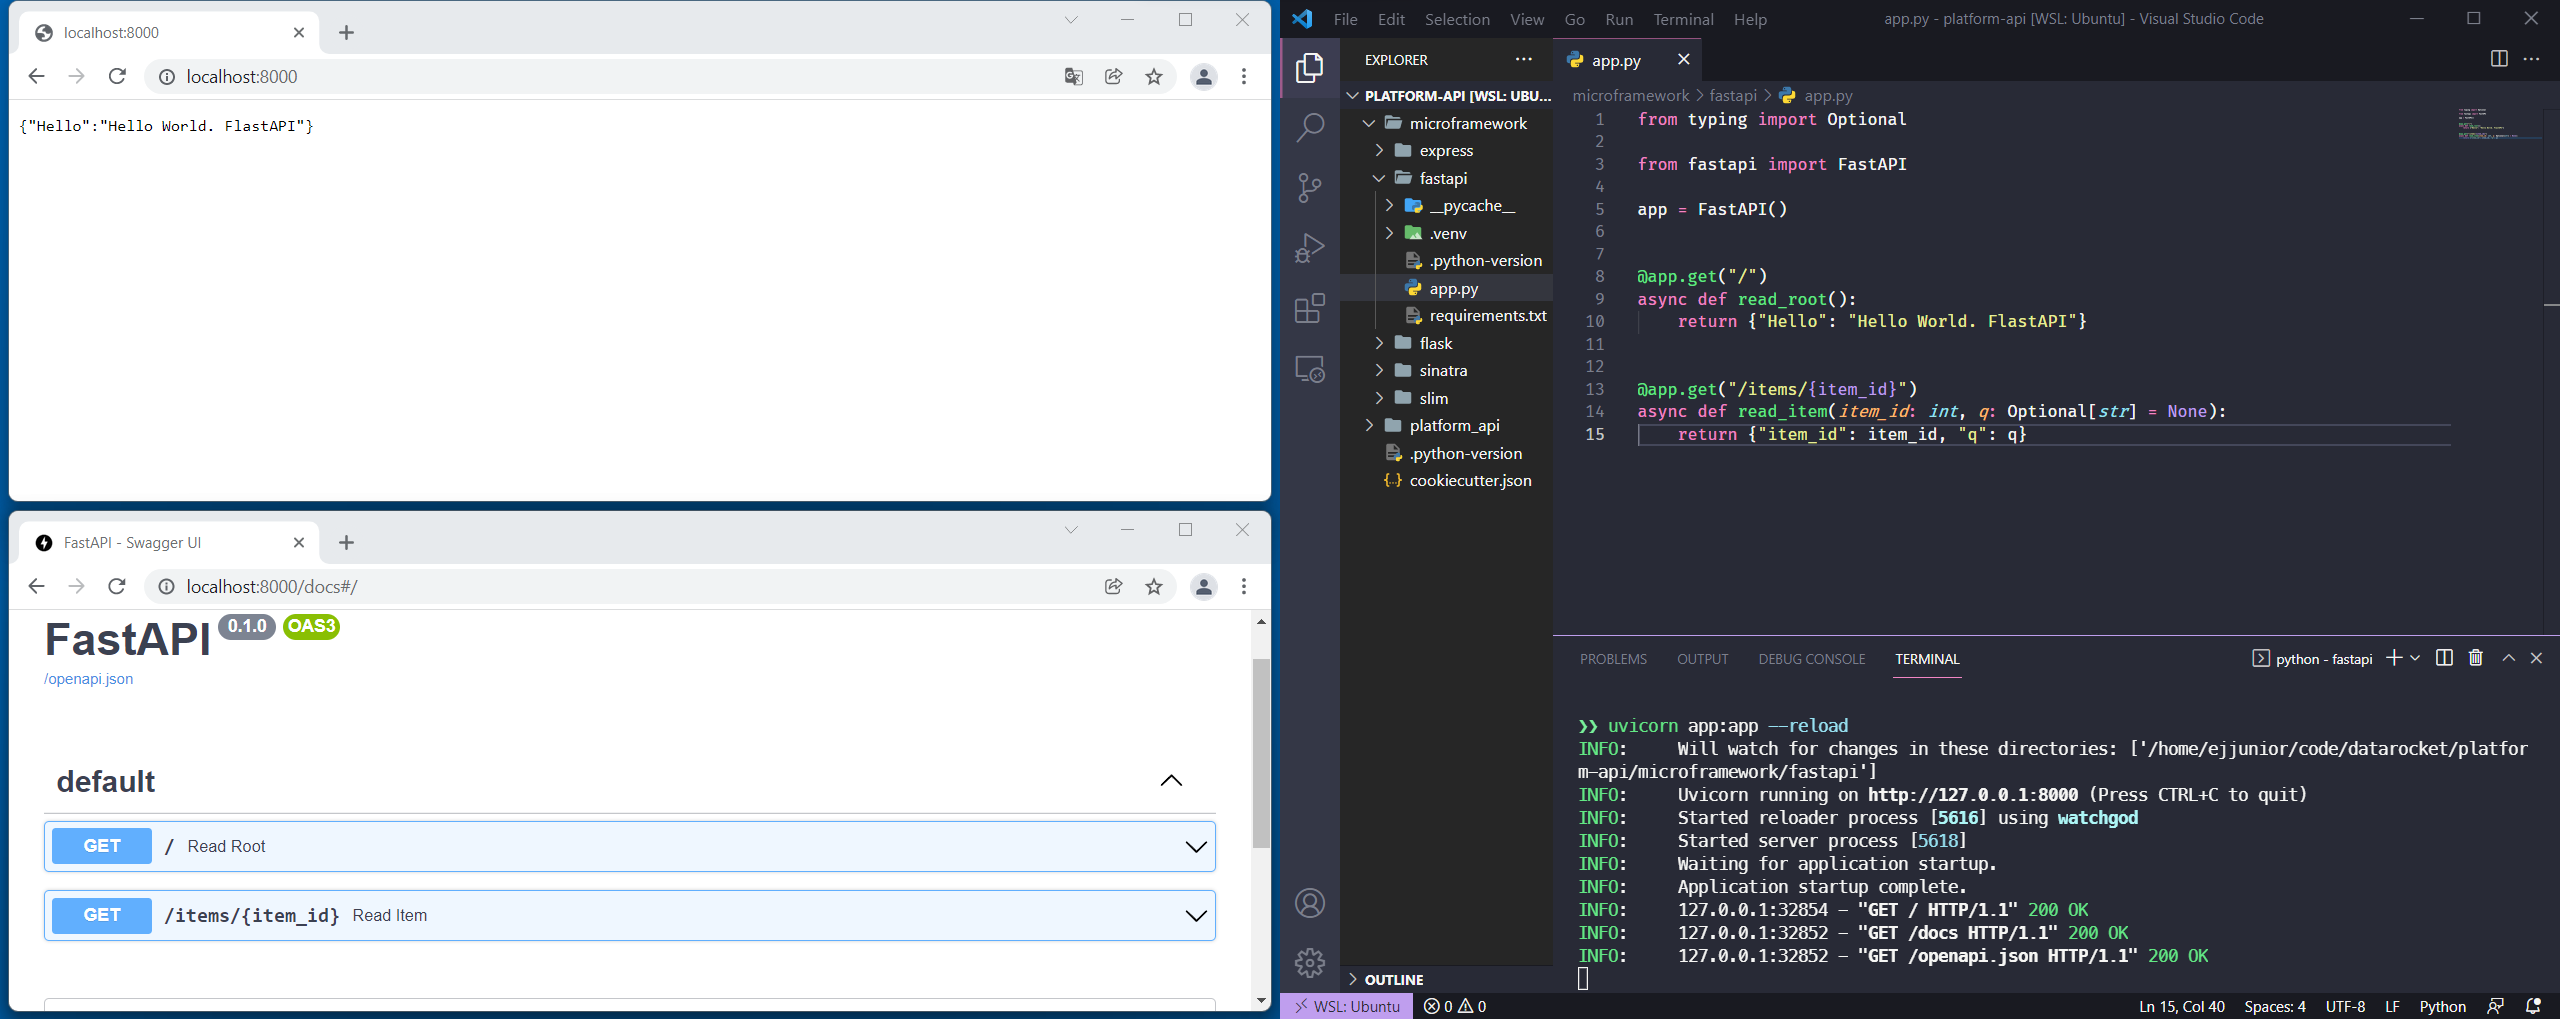 localhost:8000
localhost:8000
{"Hello":"Hello World. FlastAPI"}
FastAPI - Swagger UI
localhost:8000/docs#/
FastAPI 0.1.0 OAS3
/openapi.json
default
GET / Read Root
GET /items/{item_id} Read Item
File Edit Selection View Go Run Terminal Help
app.py - platform-api [WSL: Ubuntu] - Visual Studio Code
EXPLORER
PLATFORM-API [WSL: UBU...
microframework
express
fastapi
__pycache__
.venv
.python-version
app.py
requirements.txt
flask
sinatra
slim
platform_api
.python-version
cookiecutter.json
OUTLINE
app.py
microframework > fastapi > app.py
1 from typing import Optional
2
3 from fastapi import FastAPI
4
5 app = FastAPI()
6
7
8 @app.get("/")
9 async def read_root():
10 return {"Hello": "Hello World. FlastAPI"}
11
12
13 @app.get("/items/{item_id}")
14 async def read_item(item_id: int, q: Optional[str] = None):
15 return {"item_id": item_id, "q": q}
PROBLEMS OUTPUT DEBUG CONSOLE TERMINAL
python - fastapi
❯❯ uvicorn app:app --reload
INFO: Will watch for changes in these directories: ['/home/ejjunior/code/datarocket/platfor
m-api/microframework/fastapi']
INFO: Uvicorn running on http://127.0.0.1:8000 (Press CTRL+C to quit)
INFO: Started reloader process [5616] using watchgod
INFO: Started server process [5618]
INFO: Waiting for application startup.
INFO: Application startup complete.
INFO: 127.0.0.1:32854 - "GET / HTTP/1.1" 200 OK
INFO: 127.0.0.1:32852 - "GET /docs HTTP/1.1" 200 OK
INFO: 127.0.0.1:32852 - "GET /openapi.json HTTP/1.1" 200 OK
WSL: Ubuntu 0 0
Ln 15, Col 40 Spaces: 4 UTF-8 LF Python